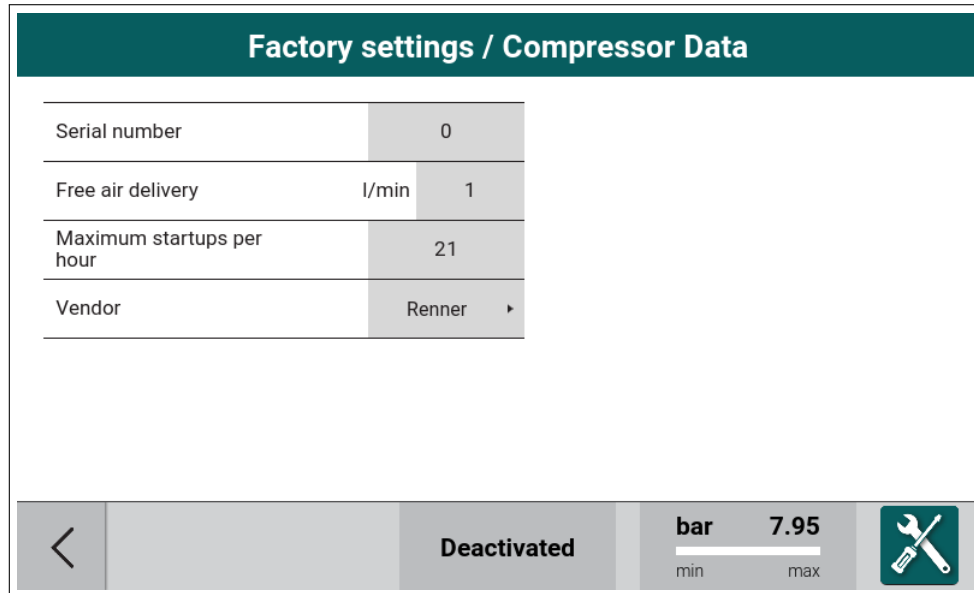 Factory settings / Compressor Data
Serial number 0
Free air delivery l/min 1
Maximum startups per
hour 21
Vendor Renner
Deactivated
bar 7.95
min max